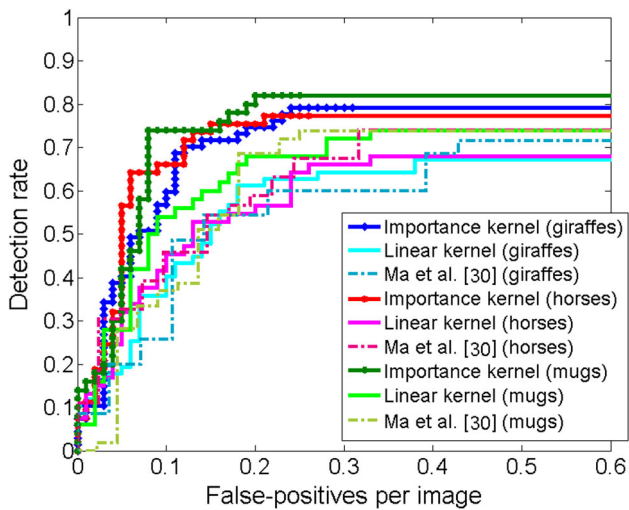 Detection rate
1
0.9
0.8
0.7
0.6
0.5
0.4
0.3
0.2
0.1
0
Importance kernel (giraffes)
Linear kernel (giraffes)
Ma et al. [30] (giraffes)
Importance kernel (horses)
Linear kernel (horses)
Ma et al. [30] (horses)
Importance kernel (mugs)
Linear kernel (mugs)
Ma et al. [30] (mugs)
0 0.1 0.2 0.3 0.4 0.5 0.6
False-positives per image